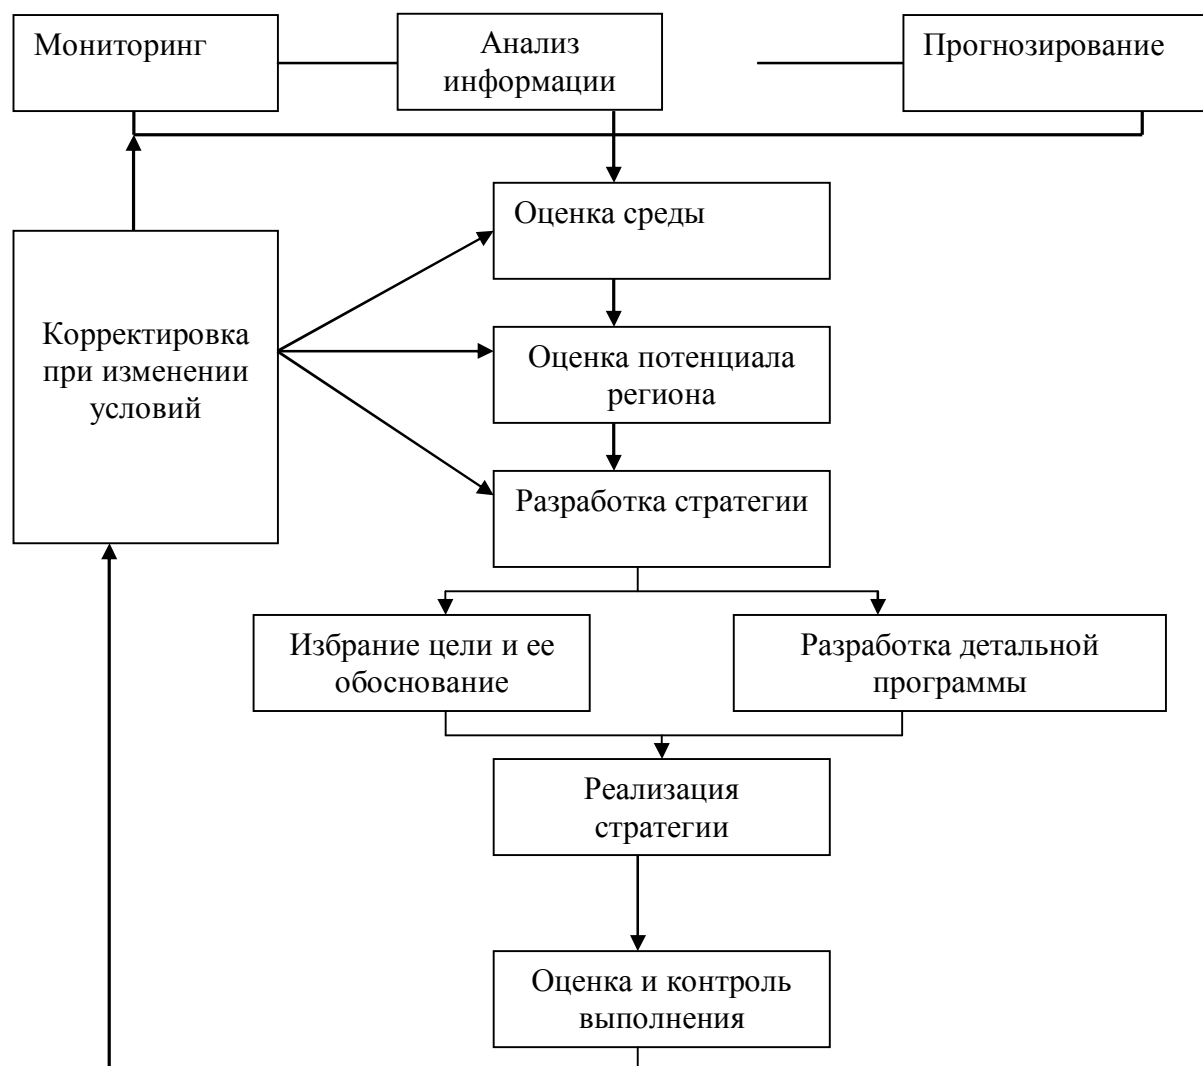 Мониторинг
Анализ
информации
Прогнозирование
Оценка среды
Корректировка
при изменении
условий
Оценка потенциала
региона
Разработка стратегии
Избрание цели и ее
обоснование
Разработка детальной
программы
Реализация
стратегии
Оценка и контроль
выполнения